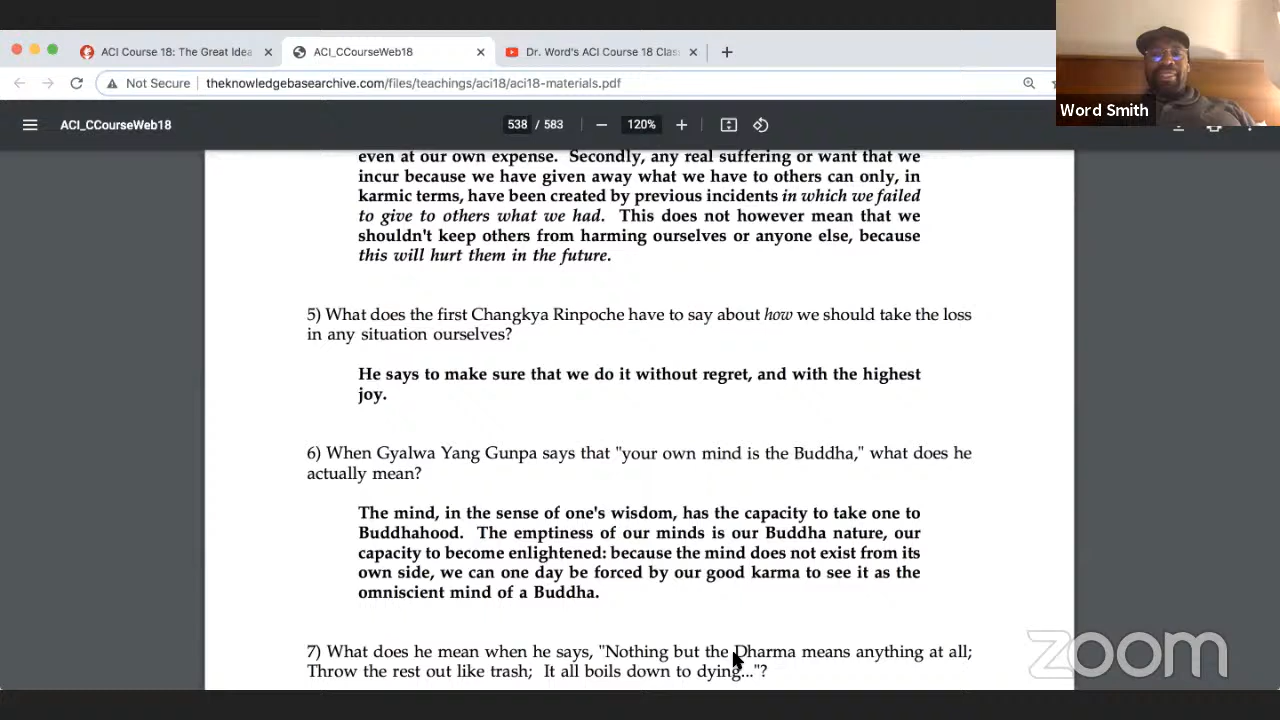 ACI Course 18: The Great Idea
ACI_CCourseWeb18
Dr. Word's ACI Course 18 Clas
Not Secure
theknowledgebasearchive.com/files/teachings/aci18/aci18-materials.pdf
Word Smith
ACI_CCourseWeb18
538 / 583
120%
even at our own expense. Secondly, any real suffering or want that we
incur because we have given away what we have to others can only, in
karmic terms, have been created by previous incidents in which we failed
to give to others what we had. This does not however mean that we
shouldn't keep others from harming ourselves or anyone else, because
this will hurt them in the future.
5) What does the first Changkya Rinpoche have to say about how we should take the loss
in any situation ourselves?
He says to make sure that we do it without regret, and with the highest
joy.
6) When Gyalwa Yang Gunpa says that "your own mind is the Buddha," what does he
actually mean?
The mind, in the sense of one's wisdom, has the capacity to take one to
Buddhahood. The emptiness of our minds is our Buddha nature, our
capacity to become enlightened: because the mind does not exist from its
own side, we can one day be forced by our good karma to see it as the
omniscient mind of a Buddha.
7) What does he mean when he says, "Nothing but the Dharma means anything at all;
Throw the rest out like trash; It all boils down to dying..."?
zoom